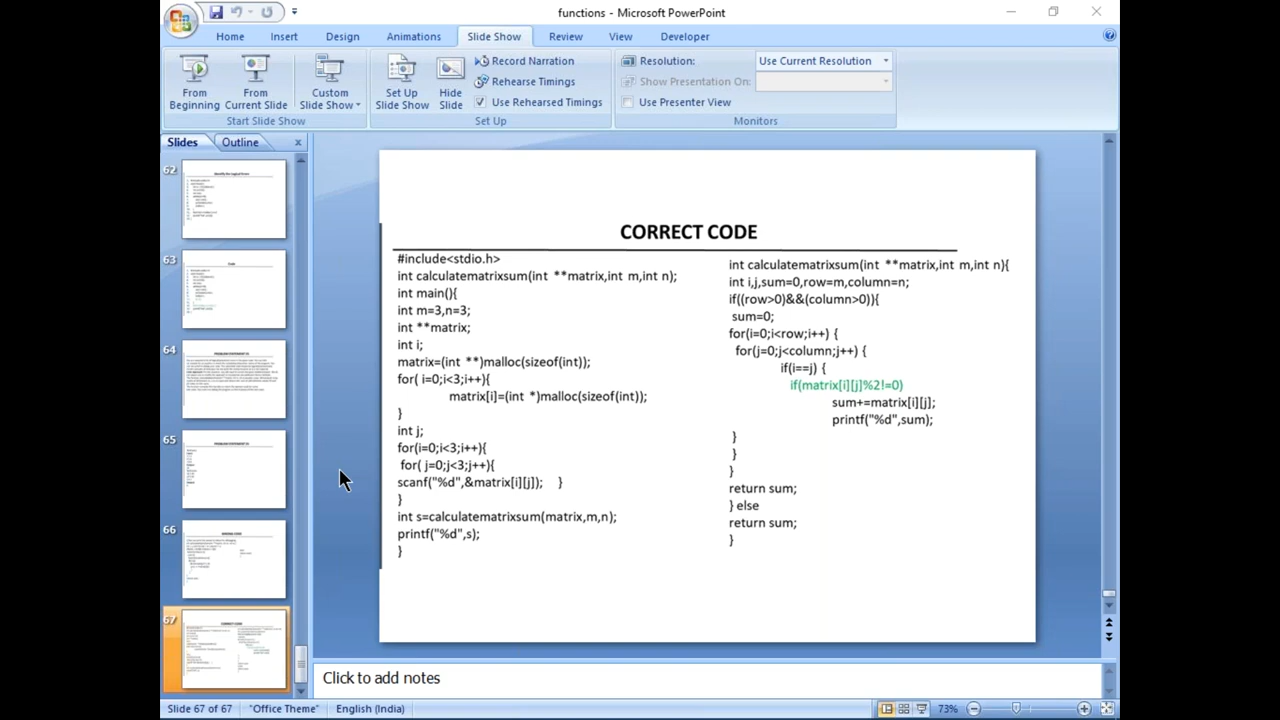 functions - Microsoft PowerPoint
Home Insert Design Animations Slide Show Review View Developer
From Beginning
From Current Slide
Custom Slide Show
Start Slide Show
Set Up Slide Show
Hide Slide
Record Narration
Rehearse Timings
Use Rehearsed Timings
Set Up
Resolution: Use Current Resolution
Show Presentation On:
Use Presenter View
Monitors
Slides Outline
62
63
64
65
66
67
CORRECT CODE
#include<stdio.h>
int calculatematrixsum(int **matrix,int m,int n);
int main(){
int m=3,n=3;
int **matrix;
int i;
matrix=(int **)malloc(sizeof(int));
for( i=0;i<3;i++){
matrix[i]=(int *)malloc(sizeof(int));
}
int j;
for(i=0;i<3;i++){
for( j=0;j<3;j++){
scanf("%d",&matrix[i][j]); }
}
int s=calculatematrixsum(matrix,m,n);
printf("%d",s);
}
int calculatematrixsum(int **matrix,int m,int n){
int i,j,sum=0,row=m,column=n;
if((row>0)&&(column>0)){
sum=0;
for(i=0;i<row;i++) {
for(j=0;j<column;j++) {
if(i==j) {
if(matrix[i][j]%2!=0)
sum+=matrix[i][j];
printf("%d",sum);
}
}
}
return sum;
} else
return sum;
}
Click to add notes
Slide 67 of 67 "Office Theme" English (India) 73%